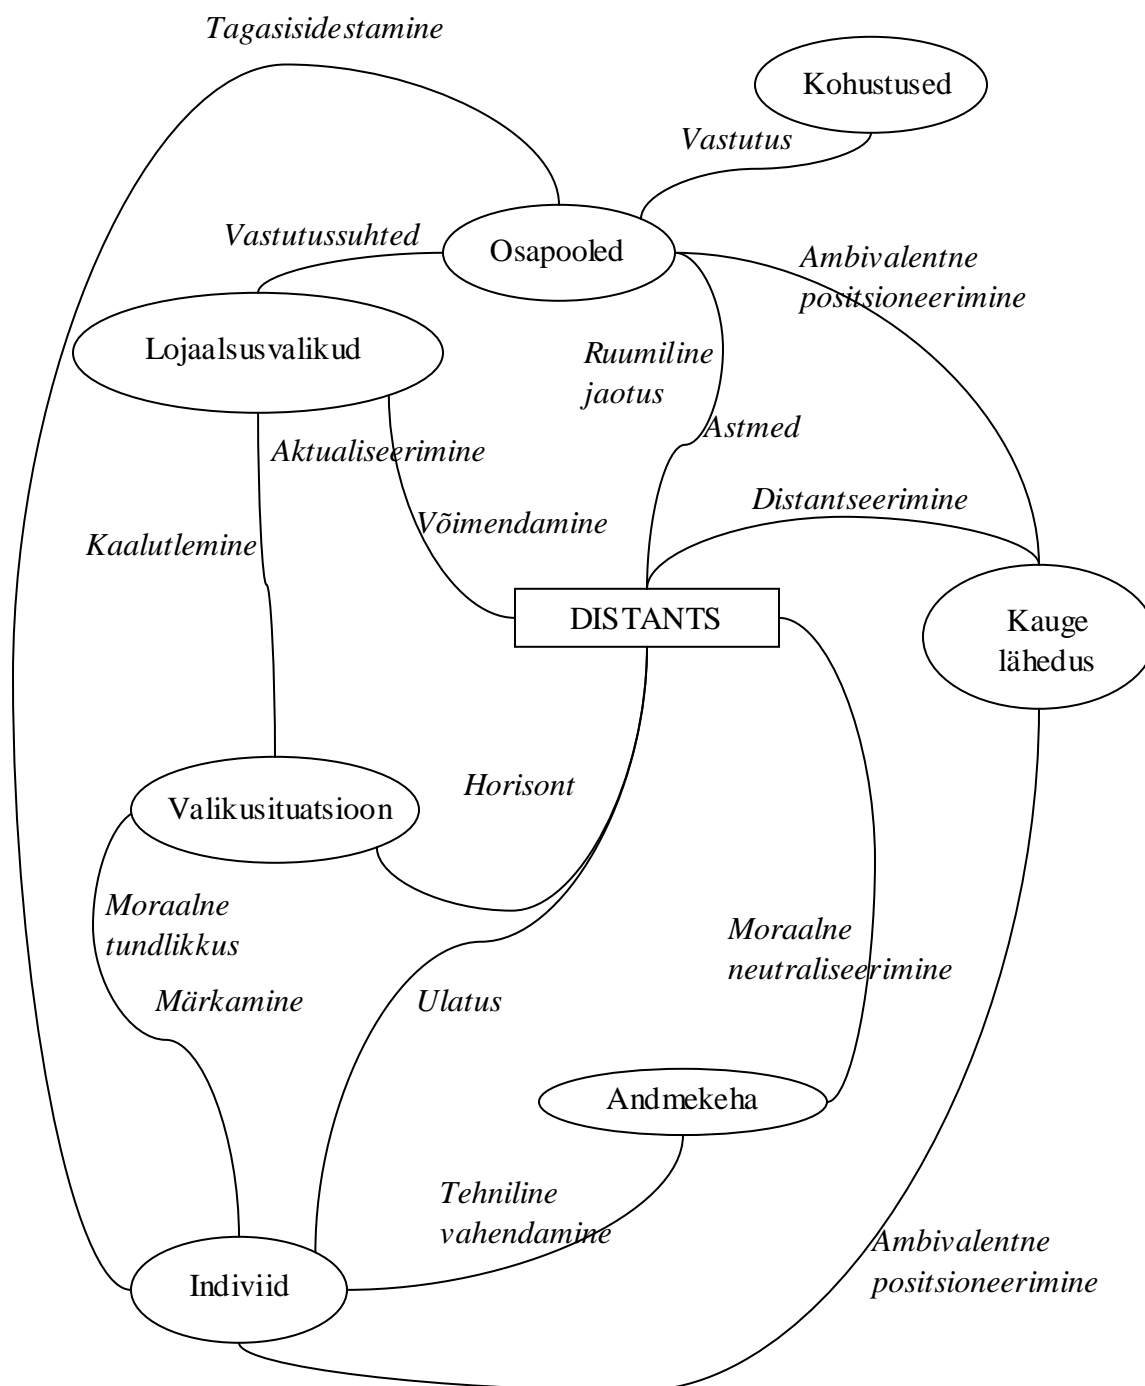 Tagasisidestamine
Kohustused
Vastutus
Vastutussuhted
Osapooled
Ambivalentne
positsioneerimine
Lojaalsusvalikud
Ruumiline
jaotus
Astmed
Aktualiseerimine
Distantseerimine
Võimendamine
Kaalutlemine
DISTANTS
Kauge
lähedus
Horisont
Valikusituatsioon
Moraalne
tundlikkus
Moraalne
neutraliseerimine
Märkamine
Ulatus
Andmekeha
Tehniline
vahendamine
Ambivalentne
positsioneerimine
Indiviid